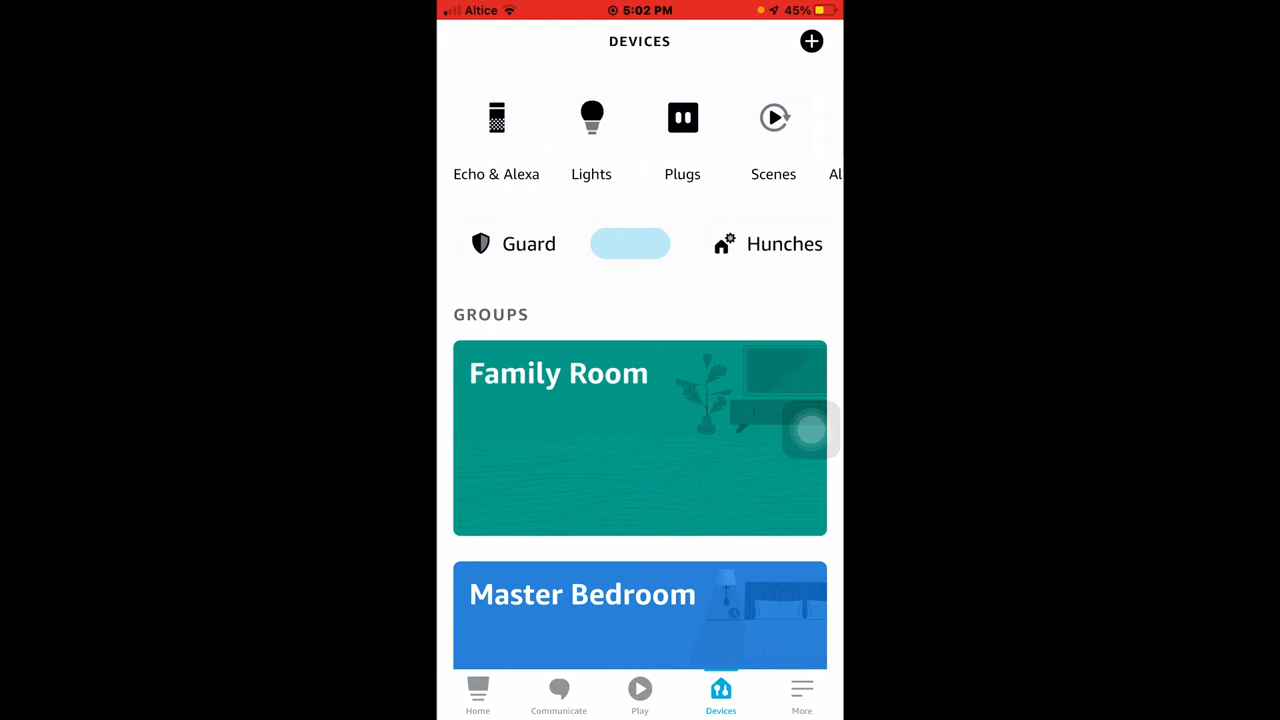 Altice 5:02 PM 45%
DEVICES
Echo & Alexa Lights Plugs Scenes Al
Guard Hunches
GROUPS
Family Room
Master Bedroom
Home Communicate Play Devices More